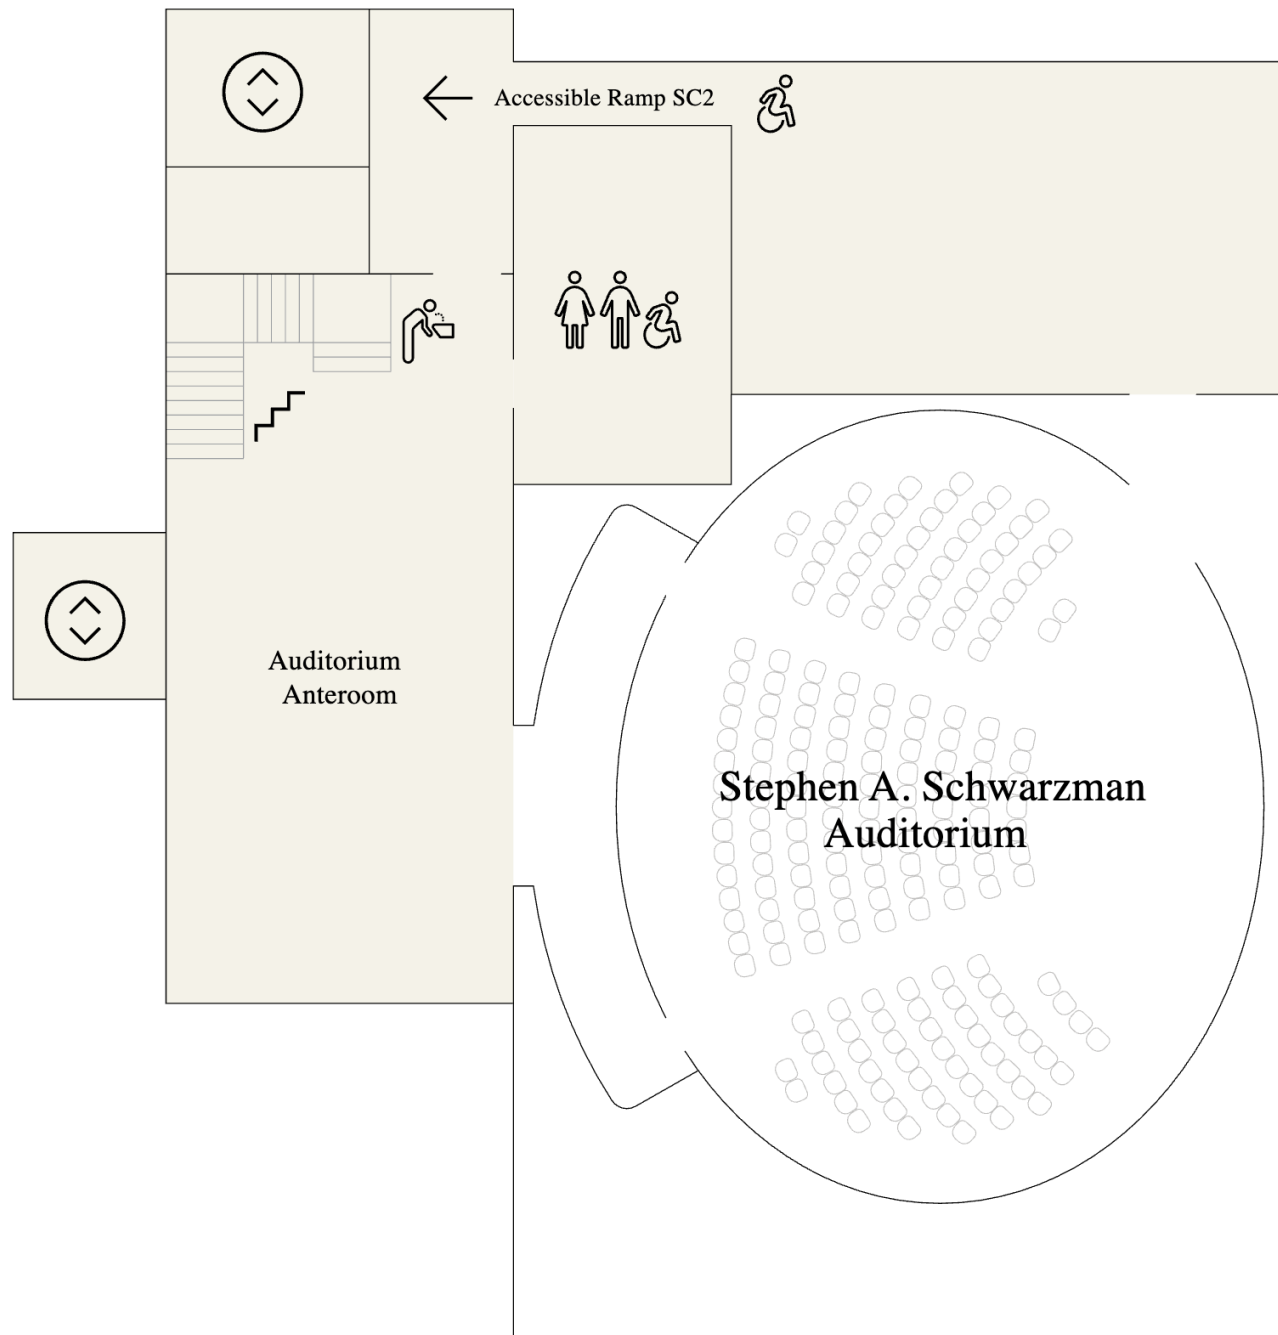 Accessible Ramp SC2
Auditorium
Anteroom
Stephen A. Schwarzman
Auditorium